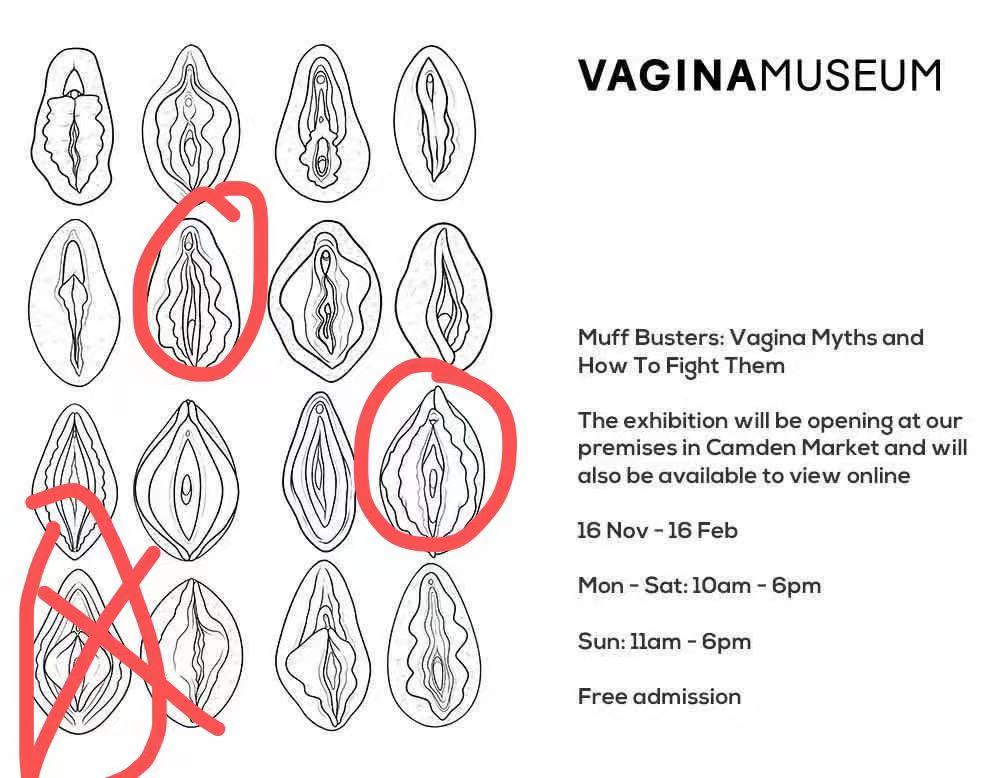 VAGINAMUSEUM
Muff Busters: Vagina Myths and
How To Fight Them
The exhibition will be opening at our
premises in Camden Market and will
also be available to view online
16 Nov - 16 Feb
Mon - Sat: 10am - 6pm
Sun: 11am - 6pm
Free admission